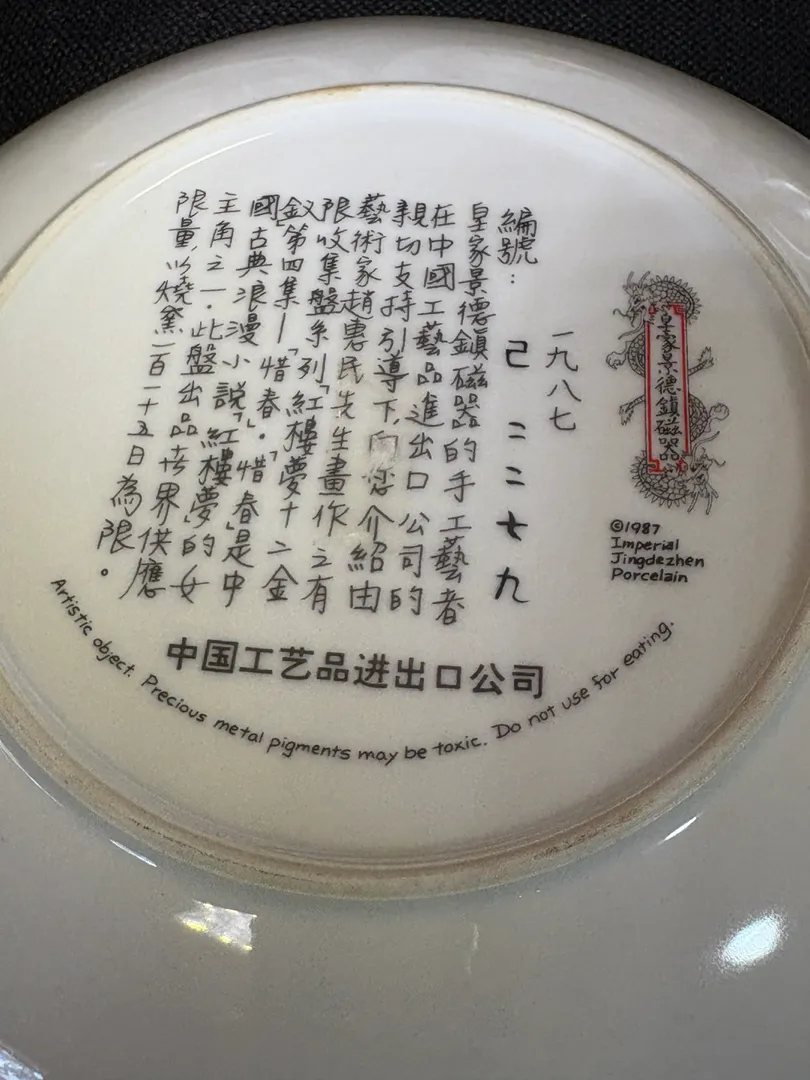 皇家景德鎮磁器
©1987
Imperial
Jingdezhen
Porcelain
一九八七
編號: 己 二二七九
皇家景德鎮磁器的手工藝者
在中國工藝品進出口公司的
親切支持引導下,向您介紹由
藝術家趙惠民先生畫作之有
限收集盤系列「紅樓夢十二金
釵」第四集—「惜春」。「惜春」是中
國古典浪漫小說「紅樓夢」的女
主角之一。此盤出品世界供應
限量,以燒窯一百一十五日為限。
中国工艺品进出口公司
Artistic object. Precious metal pigments may be toxic. Do not use for eating.